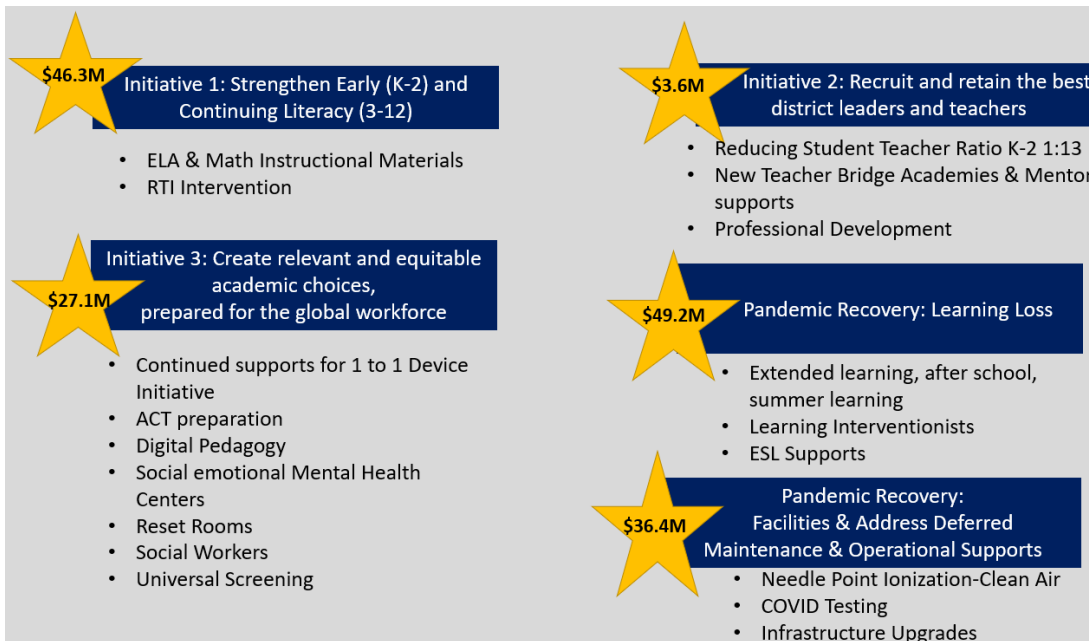 $46.3M
Initiative 1: Strengthen Early (K-2) and
Continuing Literacy (3-12)
• ELA & Math Instructional Materials
• RTI Intervention
$27.1M
Initiative 3: Create relevant and equitable
academic choices,
prepared for the global workforce
• Continued supports for 1 to 1 Device
Initiative
• ACT preparation
• Digital Pedagogy
• Social emotional Mental Health
Centers
• Reset Rooms
• Social Workers
• Universal Screening
$3.6M
Initiative 2: Recruit and retain the best
district leaders and teachers
• Reducing Student Teacher Ratio K-2 1:13
• New Teacher Bridge Academies & Mentor
supports
• Professional Development
$49.2M
Pandemic Recovery: Learning Loss
• Extended learning, after school,
summer learning
• Learning Interventionists
• ESL Supports
$36.4M
Pandemic Recovery:
Facilities & Address Deferred
Maintenance & Operational Supports
• Needle Point Ionization-Clean Air
• COVID Testing
• Infrastructure Upgrades